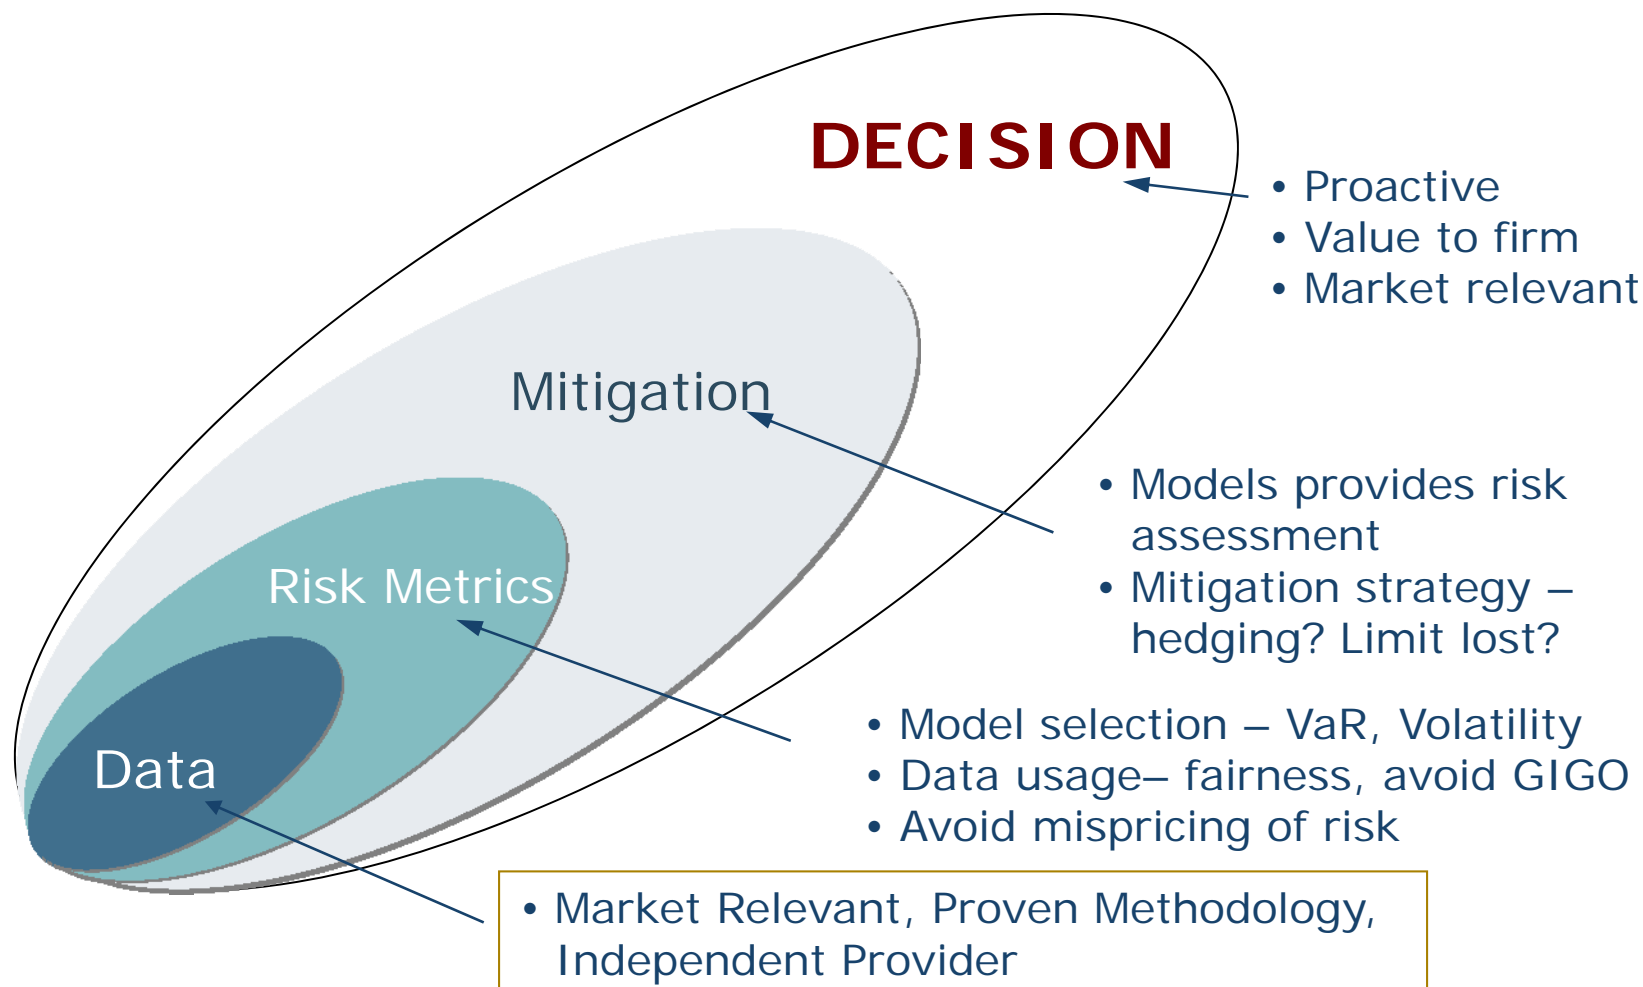 DECISION
• Proactive
• Value to firm
• Market relevant
Mitigation
• Models provides risk
assessment
• Mitigation strategy –
hedging? Limit lost?
Risk Metrics
• Model selection – VaR, Volatility
• Data usage– fairness, avoid GIGO
• Avoid mispricing of risk
Data
• Market Relevant, Proven Methodology,
Independent Provider